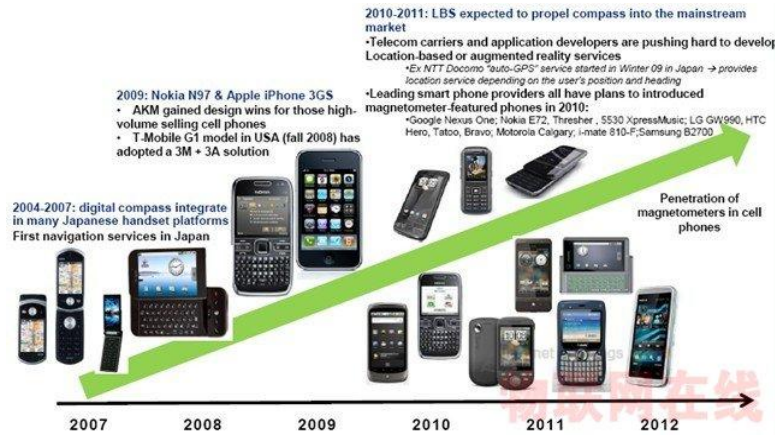 2010-2011: LBS expected to propel compass into the mainstream
market
•Telecom carriers and application developers are pushing hard to develop
Location-based or augmented reality services
•Ex NTT Docomo "auto-GPS" service started in Winter 09 in Japan → provides
location service depending on the user's position and heading
•Leading smart phone providers all have plans to introduced
magnetometer-featured phones in 2010:
•Google Nexus One; Nokia E72, Thresher , 5530 XpressMusic; LG GW990, HTC
Hero, Tatoo, Bravo; Motorola Calgary; i-mate 810-F;Samsung B2700
2009: Nokia N97 & Apple iPhone 3GS
• AKM gained design wins for those high-
volume selling cell phones
• T-Mobile G1 model in USA (fall 2008) has
adopted a 3M + 3A solution
2004-2007: digital compass integrate
in many Japanese handset platforms
First navigation services in Japan
Penetration of
magnetometers in cell
phones
物联网在线
2007 2008 2009 2010 2011 2012